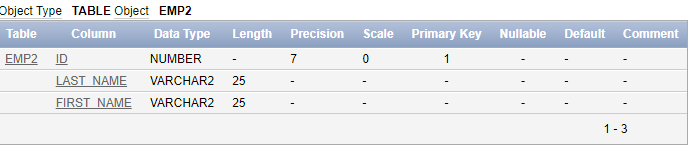 Object Type TABLE Object EMP2
Table Column Data Type Length Precision Scale Primary Key Nullable Default Comment
EMP2 ID NUMBER - 7 0 1 - - -
LAST_NAME VARCHAR2 25 - - - - - -
FIRST_NAME VARCHAR2 25 - - - - - -
1 - 3